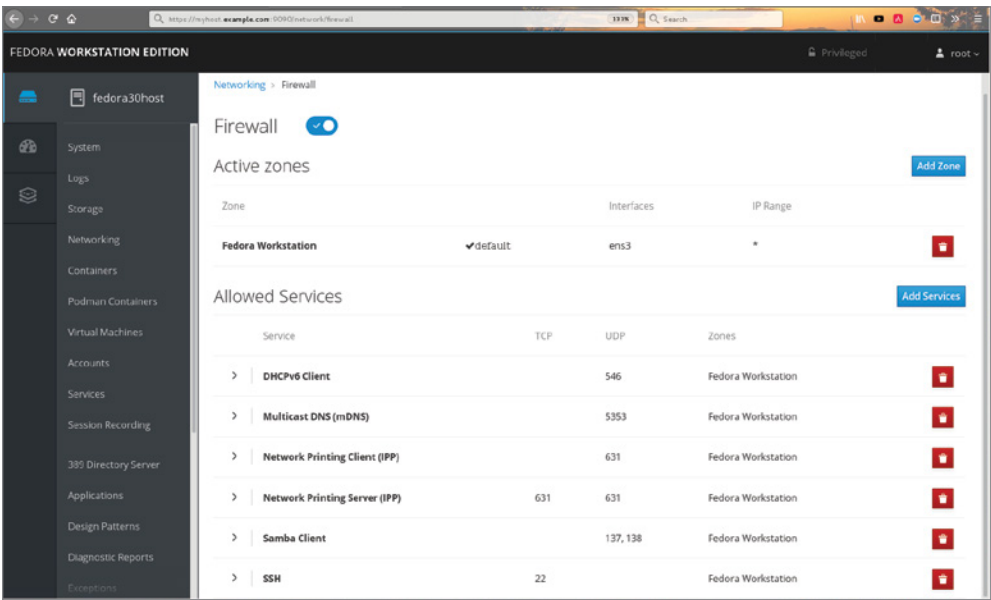 https://myhost.example.com:9090/network/firewall 133% Search
FEDORA WORKSTATION EDITION Privileged root
fedora30host
System
Logs
Storage
Networking
Containers
Podman Containers
Virtual Machines
Accounts
Services
Session Recording
389 Directory Server
Applications
Design Patterns
Diagnostic Reports
Exceptions
Networking > Firewall
Firewall
Active zones Add Zone
Zone Interfaces IP Range
Fedora Workstation ✔default ens3 *
Allowed Services Add Services
Service TCP UDP Zones
> DHCPv6 Client 546 Fedora Workstation
> Multicast DNS (mDNS) 5353 Fedora Workstation
> Network Printing Client (IPP) 631 Fedora Workstation
> Network Printing Server (IPP) 631 631 Fedora Workstation
> Samba Client 137, 138 Fedora Workstation
> SSH 22 Fedora Workstation